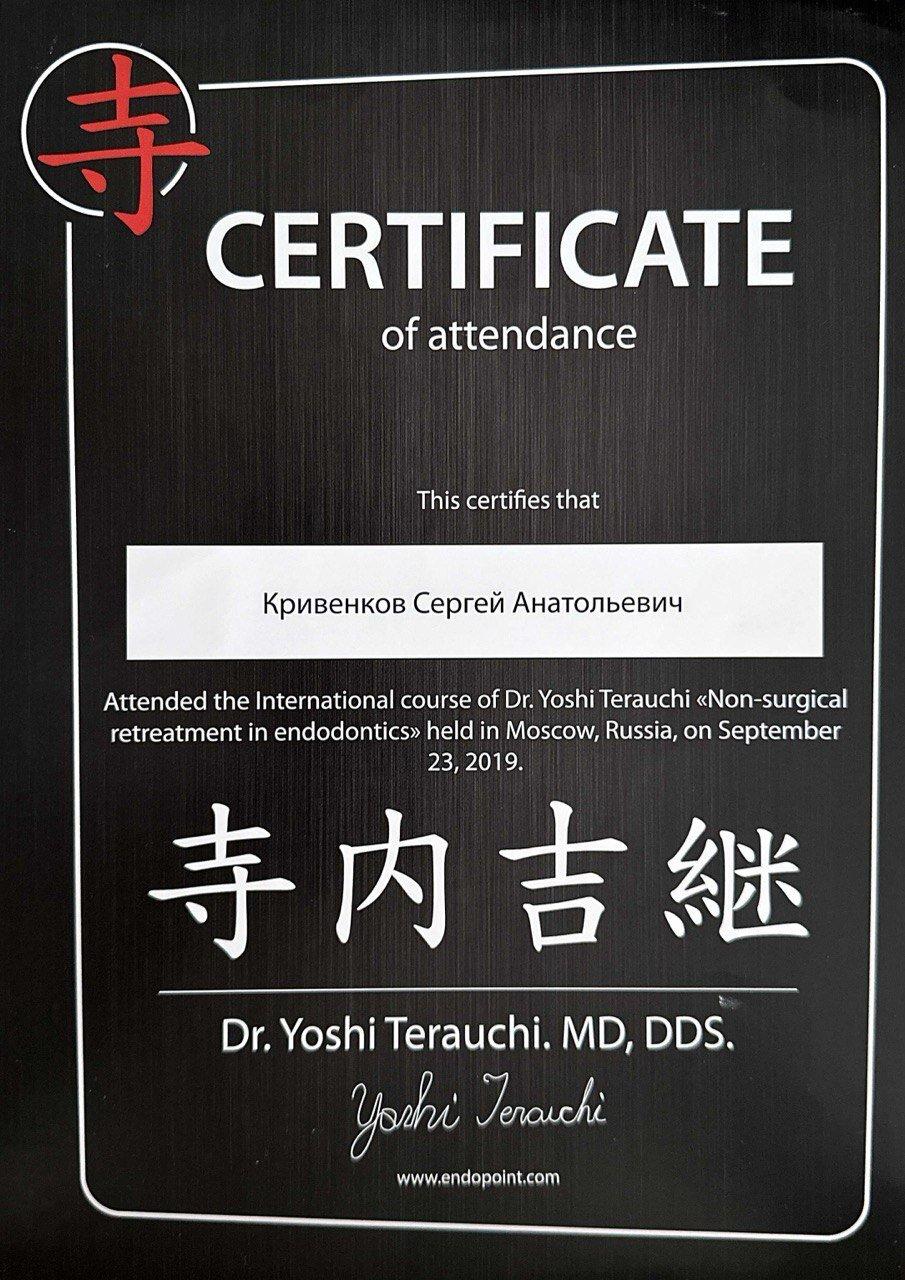 寺
CERTIFICATE
of attendance
This certifies that
Кривенков Сергей Анатольевич
Attended the International course of Dr. Yoshi Terauchi «Non-surgical
retreatment in endodontics» held in Moscow, Russia, on September
23, 2019.
寺内吉継
Dr. Yoshi Terauchi. MD, DDS.
Yoshi Terauchi
www.endopoint.com